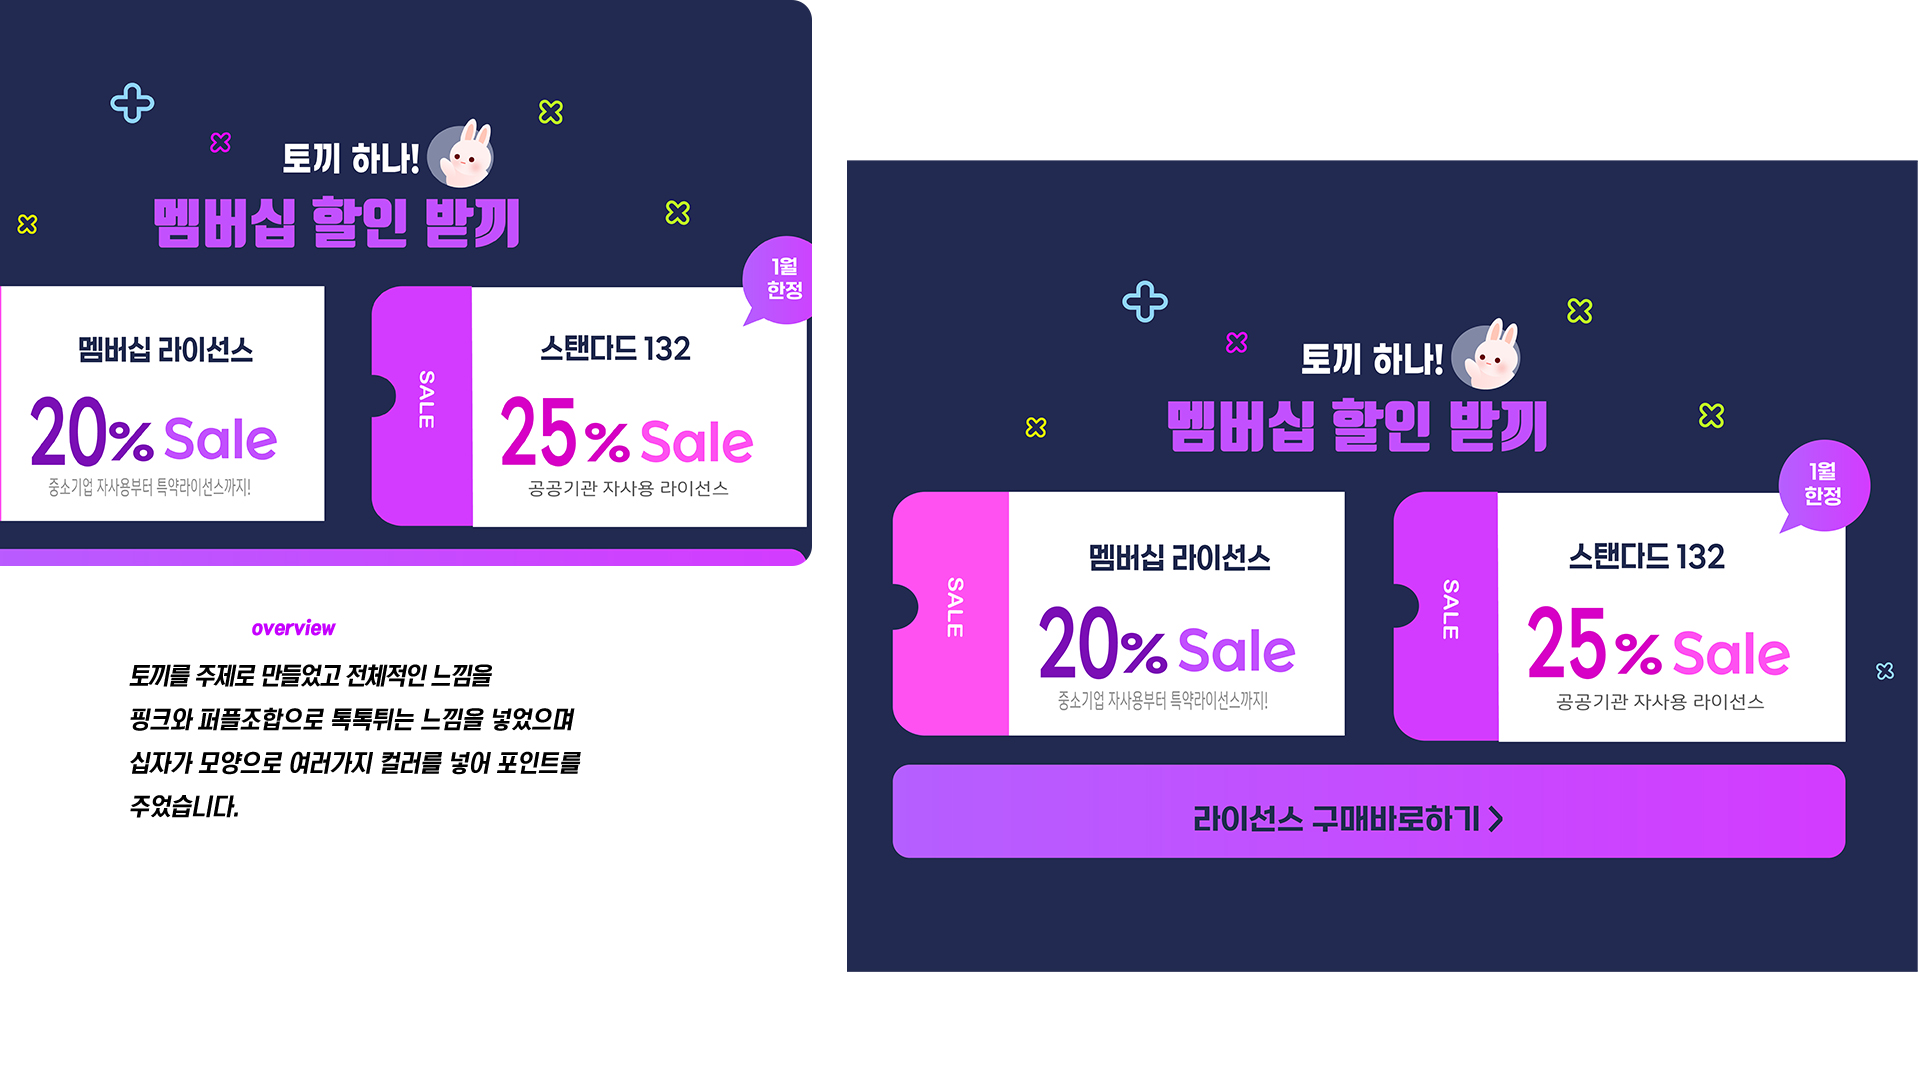 토끼 하나!
멤버십 할인 받끼
1월
한정
멤버십 라이선스
20% Sale
중소기업 자사용부터 특약라이선스까지!
SALE
스탠다드 132
25% Sale
공공기관 자사용 라이선스
overview
토끼를 주제로 만들었고 전체적인 느낌을
핑크와 퍼플조합으로 톡톡튀는 느낌을 넣었으며
십자가 모양으로 여러가지 컬러를 넣어 포인트를
주었습니다.
토끼 하나!
멤버십 할인 받끼
1월
한정
SALE
멤버십 라이선스
20% Sale
중소기업 자사용부터 특약라이선스까지!
SALE
스탠다드 132
25% Sale
공공기관 자사용 라이선스
라이선스 구매바로하기 >